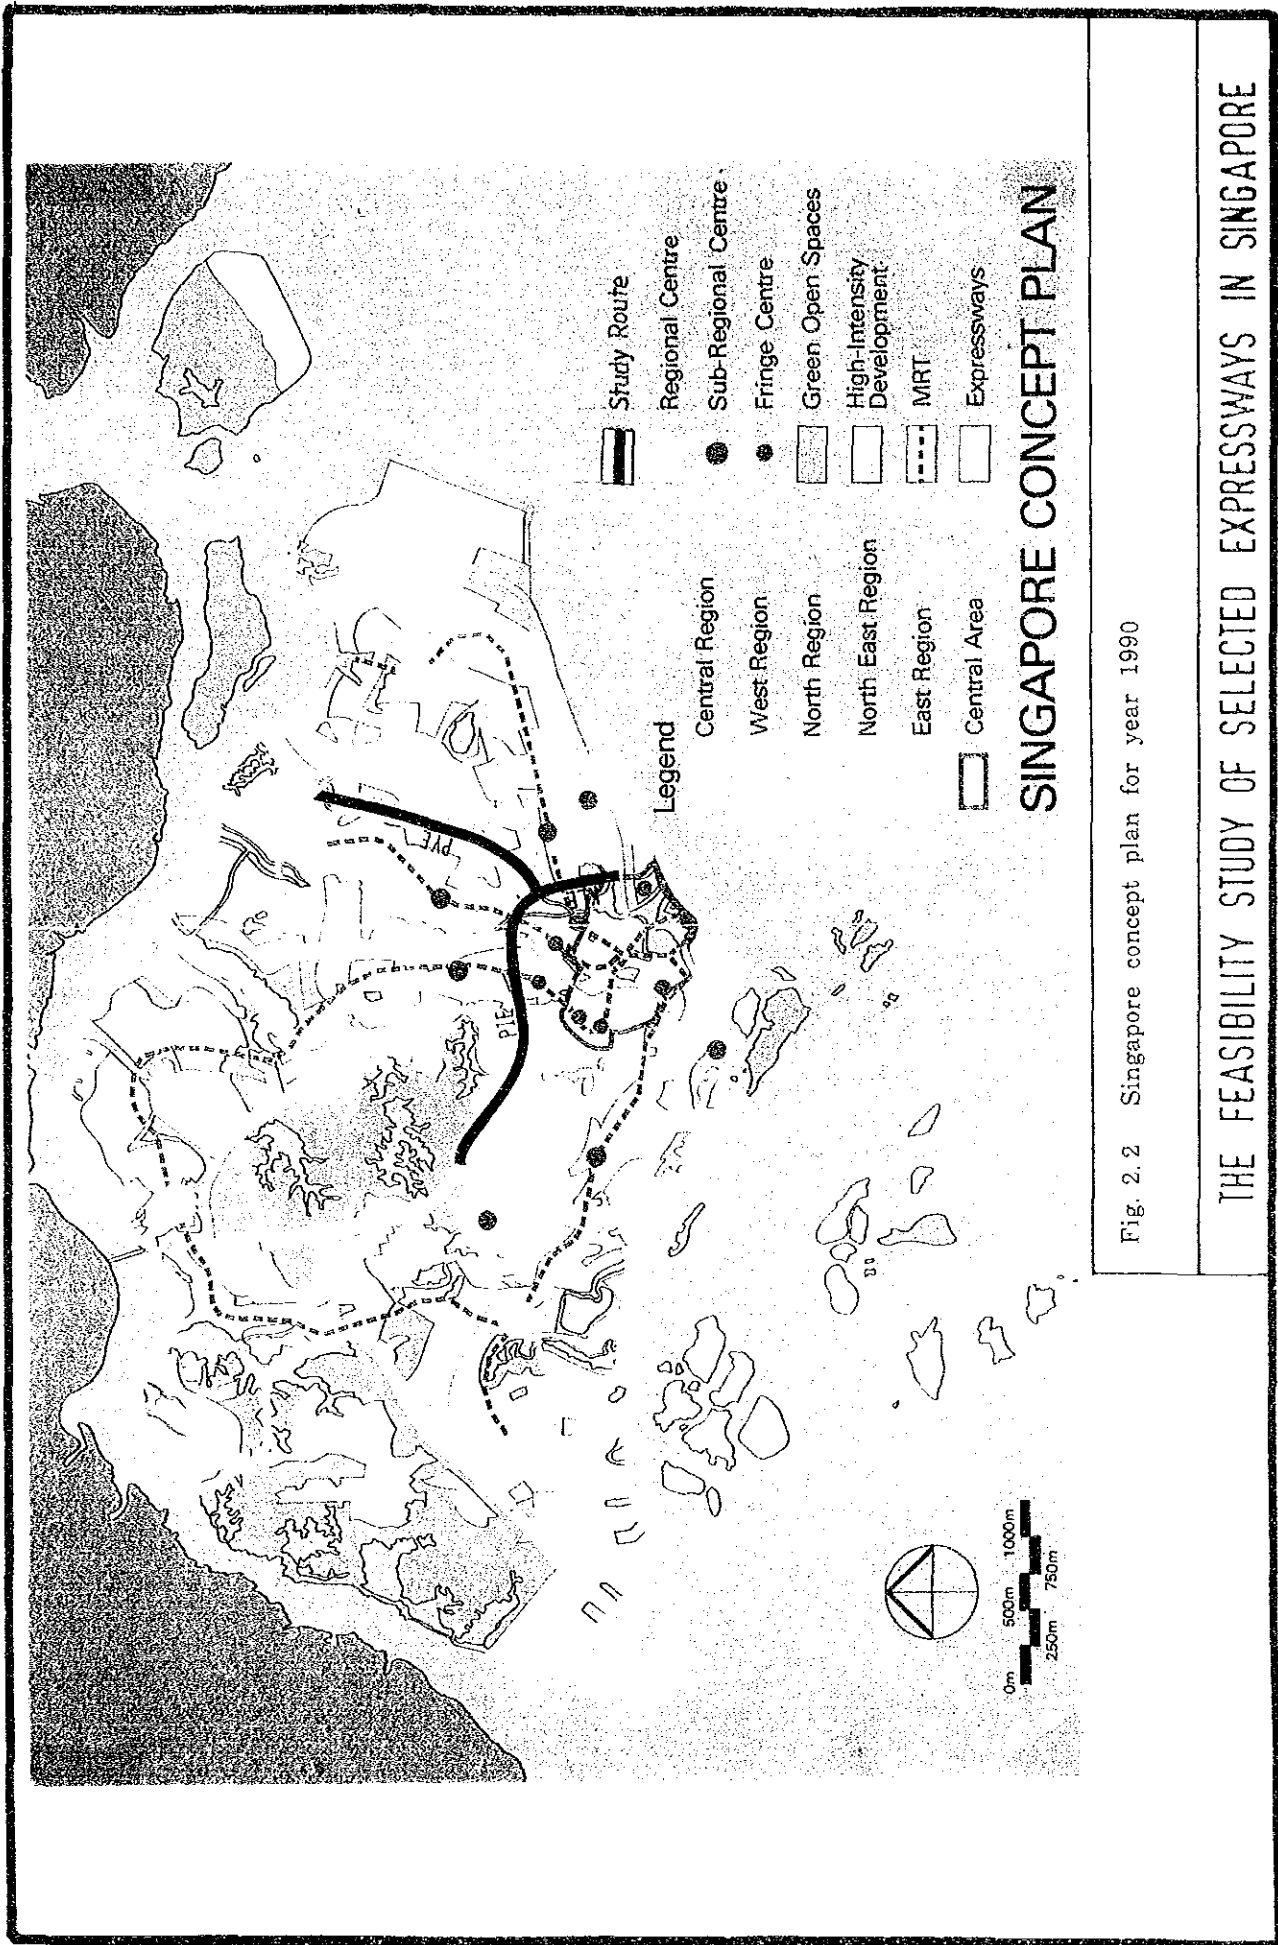 PYE
PIE
Legend
Central Region
West Region
North Region
North East Region
East Region
Central Area
Study Route
Regional Centre
Sub-Regional Centre
Fringe Centre
Green Open Spaces
High-Intensity
Development
MRT
Expressways
0m 500m 1000m
250m 750m
SINGAPORE CONCEPT PLAN
Fig. 2.2 Singapore concept plan for year 1990
THE FEASIBILITY STUDY OF SELECTED EXPRESSWAYS IN SINGAPORE